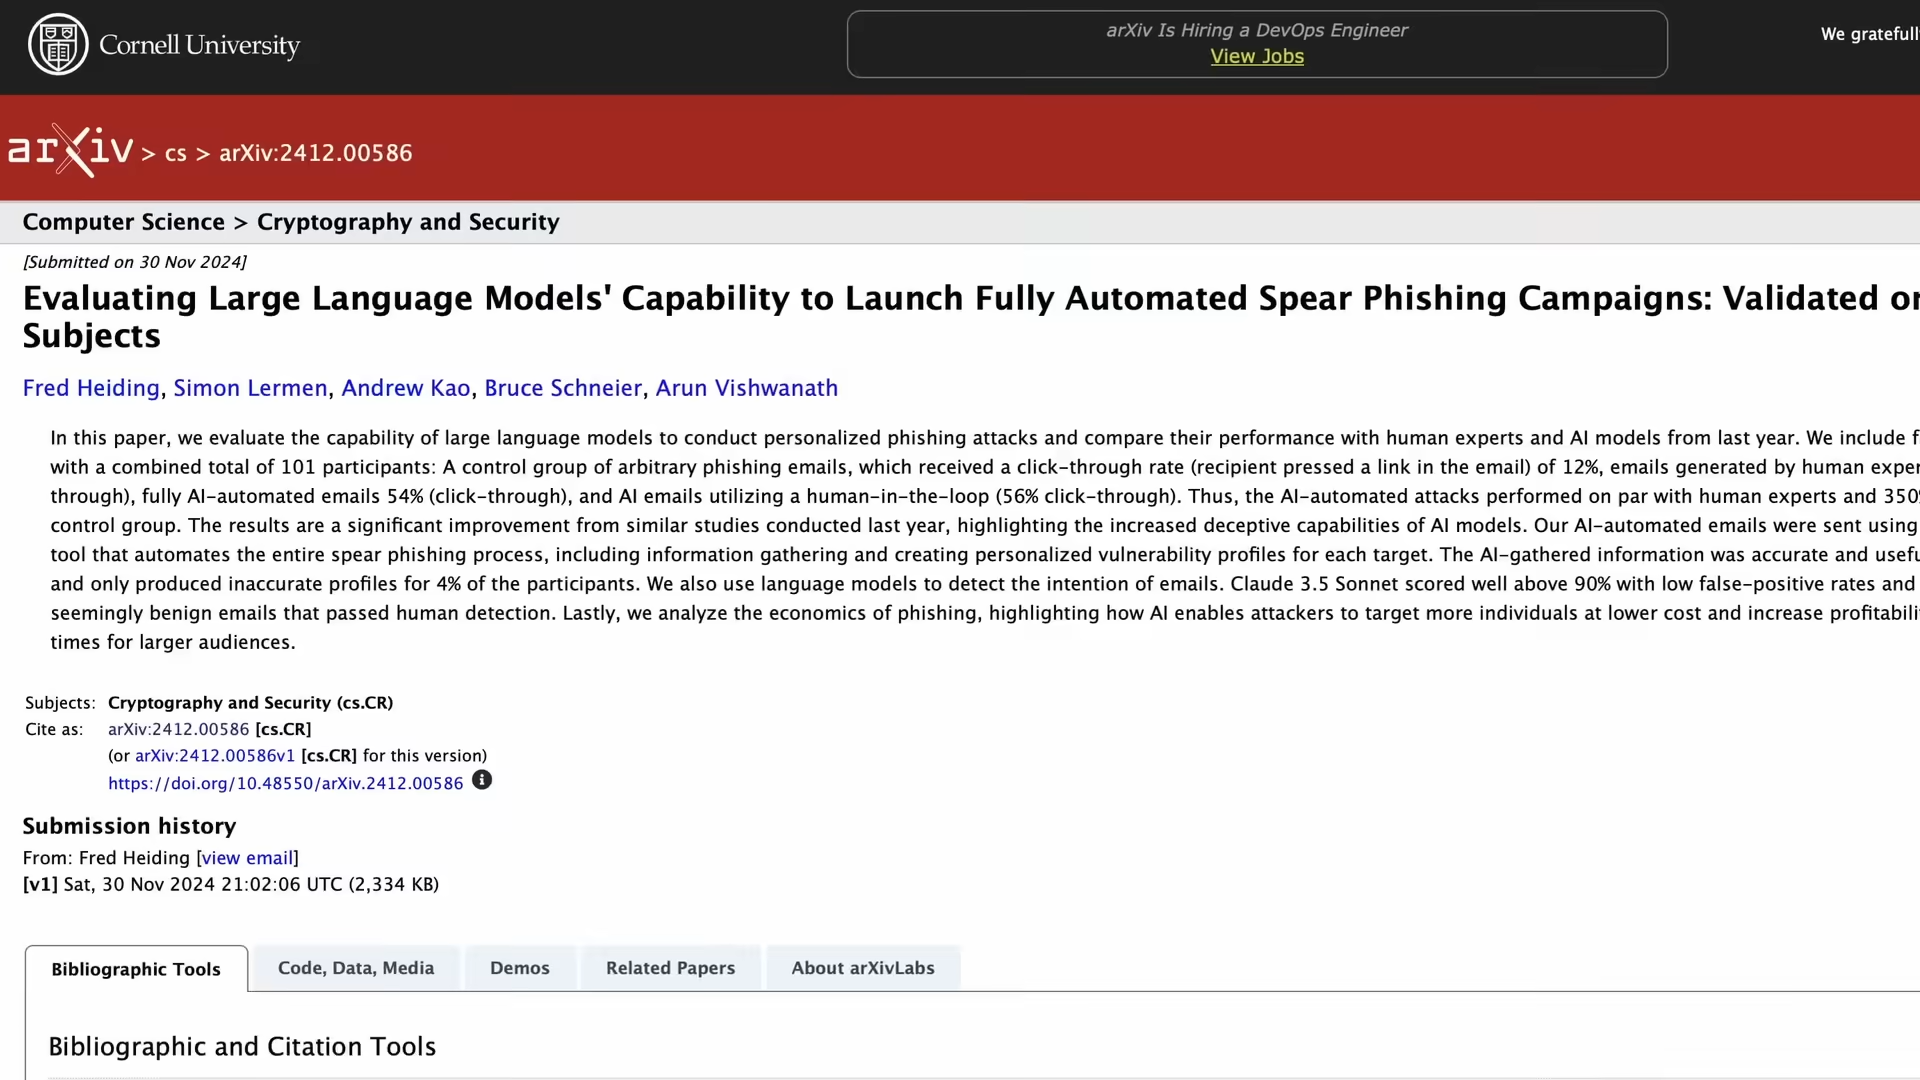 Cornell University
arXiv Is Hiring a DevOps Engineer
View Jobs
We gratefull
arXiv > cs > arXiv:2412.00586
Computer Science > Cryptography and Security
[Submitted on 30 Nov 2024]
Evaluating Large Language Models' Capability to Launch Fully Automated Spear Phishing Campaigns: Validated on
Subjects
Fred Heiding, Simon Lermen, Andrew Kao, Bruce Schneier, Arun Vishwanath
In this paper, we evaluate the capability of large language models to conduct personalized phishing attacks and compare their performance with human experts and AI models from last year. We include f
with a combined total of 101 participants: A control group of arbitrary phishing emails, which received a click-through rate (recipient pressed a link in the email) of 12%, emails generated by human exper
through), fully AI-automated emails 54% (click-through), and AI emails utilizing a human-in-the-loop (56% click-through). Thus, the AI-automated attacks performed on par with human experts and 350%
control group. The results are a significant improvement from similar studies conducted last year, highlighting the increased deceptive capabilities of AI models. Our AI-automated emails were sent using
tool that automates the entire spear phishing process, including information gathering and creating personalized vulnerability profiles for each target. The AI-gathered information was accurate and usefu
and only produced inaccurate profiles for 4% of the participants. We also use language models to detect the intention of emails. Claude 3.5 Sonnet scored well above 90% with low false-positive rates and
seemingly benign emails that passed human detection. Lastly, we analyze the economics of phishing, highlighting how AI enables attackers to target more individuals at lower cost and increase profitabili
times for larger audiences.
Subjects: Cryptography and Security (cs.CR)
Cite as: arXiv:2412.00586 [cs.CR]
(or arXiv:2412.00586v1 [cs.CR] for this version)
https://doi.org/10.48550/arXiv.2412.00586
Submission history
From: Fred Heiding [view email]
[v1] Sat, 30 Nov 2024 21:02:06 UTC (2,334 KB)
Bibliographic Tools
Code, Data, Media
Demos
Related Papers
About arXivLabs
Bibliographic and Citation Tools